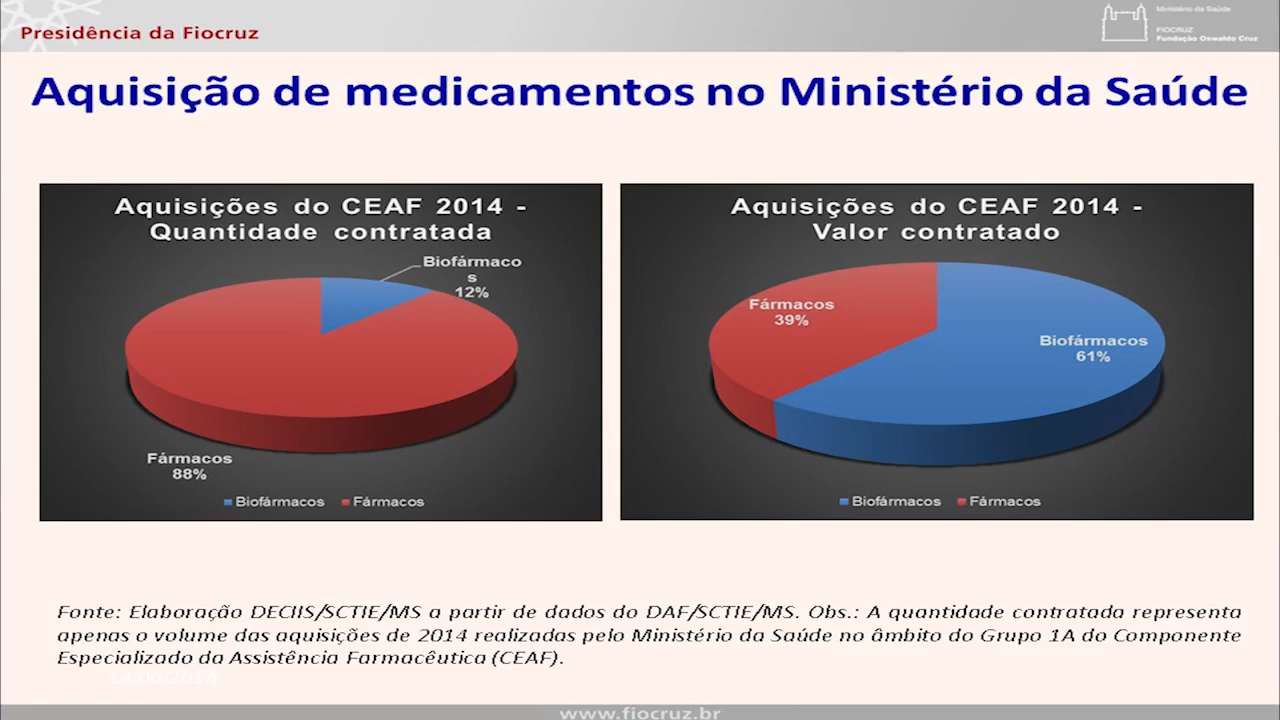 Presidência da Fiocruz
Ministério da Saúde
FIOCRUZ
Fundação Oswaldo Cruz
Aquisição de medicamentos no Ministério da Saúde
Aquisições do CEAF 2014 -
Quantidade contratada
Biofármaco
s
12%
Fármacos
88%
Biofármacos Fármacos
Aquisições do CEAF 2014 -
Valor contratado
Fármacos
39%
Biofármacos
61%
Biofármacos Fármacos
Fonte: Elaboração DECIIS/SCTIE/MS a partir de dados do DAF/SCTIE/MS. Obs.: A quantidade contratada representa
apenas o volume das aquisições de 2014 realizadas pelo Ministério da Saúde no âmbito do Grupo 1A do Componente
Especializado da Assistência Farmacêutica (CEAF).
www.fiocruz.br